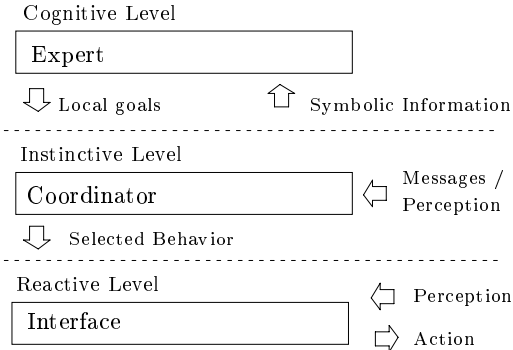 Cognitive Level
Expert
Local goals
Symbolic Information
Instinctive Level
Coordinator
Messages /
Perception
Selected Behavior
Reactive Level
Interface
Perception
Action